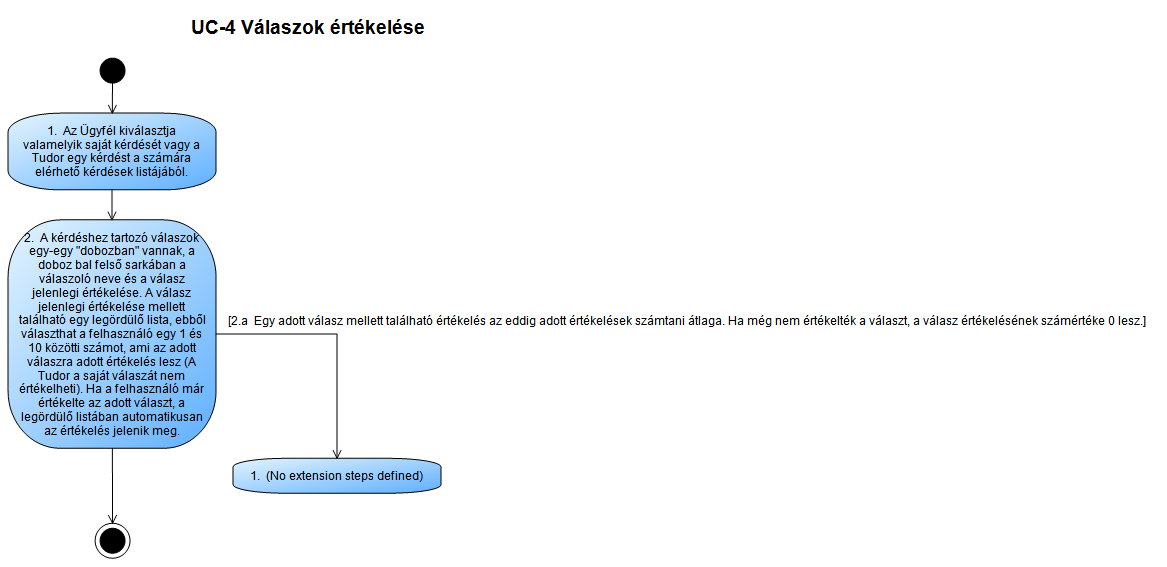 UC-4 Válaszok értékelése
1. Az Ügyfél kiválasztja
valamelyik saját kérdését vagy a
Tudor egy kérdést a számára
elérhető kérdések listájából.
2. A kérdéshez tartozó válaszok
egy-egy "dobozban" vannak, a
doboz bal felső sarkában a
válaszoló neve és a válasz
jelenlegi értékelése. A válasz
jelenlegi értékelése mellett
található egy legördülő lista, ebből
választhat a felhasználó egy 1 és
10 közötti számot, ami az adott
válaszra adott értékelés lesz (A
Tudor a saját válaszát nem
értékelheti). Ha a felhasználó már
értékelte az adott választ, a
legördülő listában automatikusan
az értékelés jelenik meg.
[2.a Egy adott válasz mellett található értékelés az eddig adott értékelések számtani átlaga. Ha még nem értékelték a választ, a válasz értékelésének számértéke 0 lesz.]
1. (No extension steps defined)